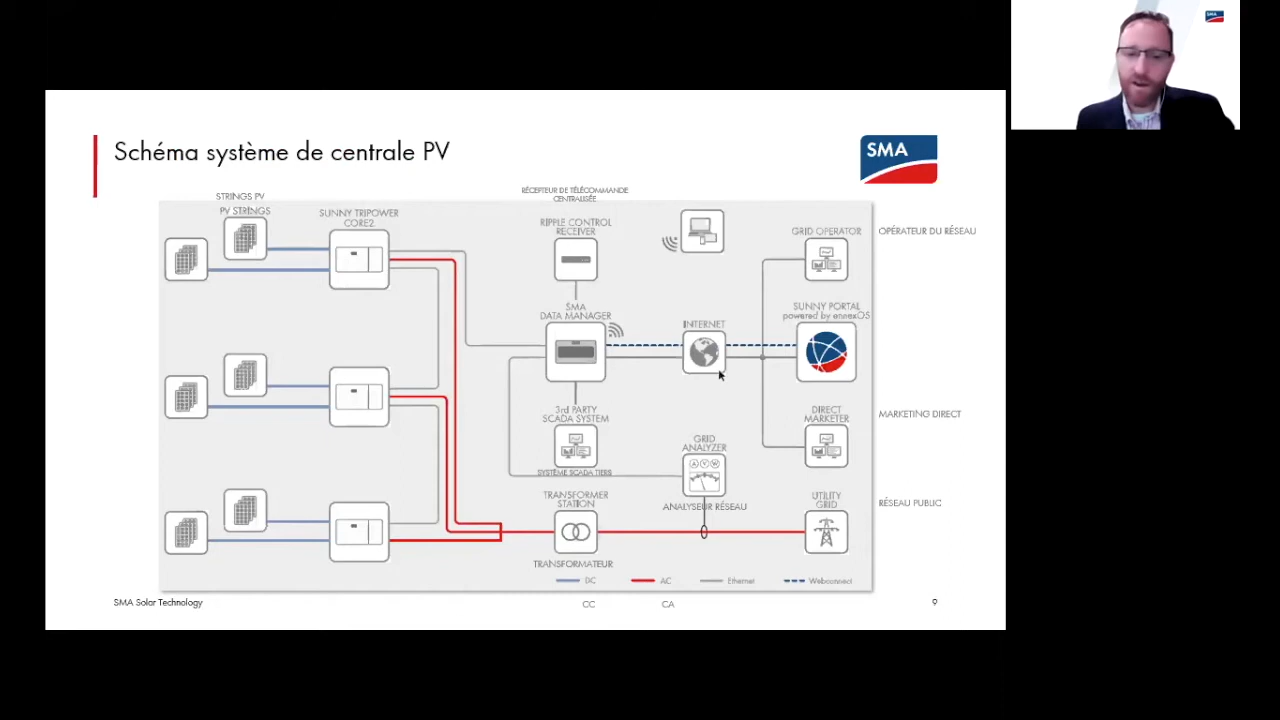 SMA
Schéma système de centrale PV
SMA
STRINGS PV
PV STRINGS
SUNNY TRIPOWER
CORE2
RÉCEPTEUR DE TÉLÉCOMMANDE
CENTRALISÉE
RIPPLE CONTROL
RECEIVER
GRID OPERATOR
OPÉRATEUR DU RÉSEAU
SMA
DATA MANAGER
INTERNET
SUNNY PORTAL
powered by ennexOS
3rd PARTY
SCADA SYSTEM
SYSTÈME SCADA TIERS
DIRECT
MARKETER
MARKETING DIRECT
GRID
ANALYZER
A V W
ANALYSEUR RÉSEAU
TRANSFORMER
STATION
TRANSFORMATEUR
UTILITY
GRID
RÉSEAU PUBLIC
DC
AC
Ethernet
Webconnect
SMA Solar Technology
CC
CA
9